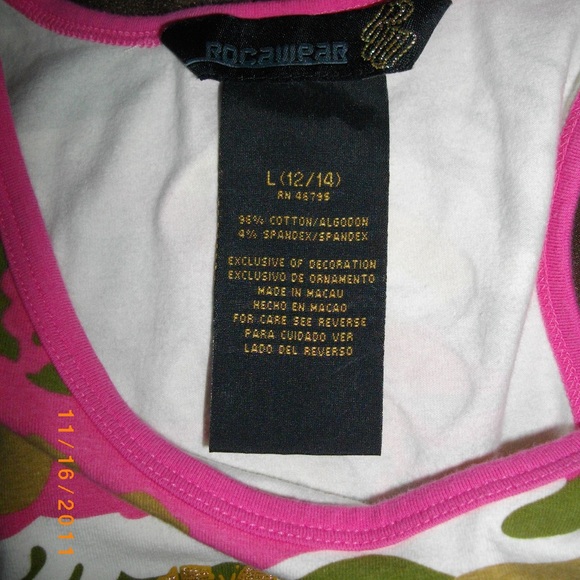 ROCAWEAR
L (12/14)
RN 46795
96% COTTON/ALGODON
4% SPANDEX/SPANDEX
EXCLUSIVE OF DECORATION
EXCLUSIVO DE ORNAMENTO
MADE IN MACAU
HECHO EN MACAO
FOR CARE SEE REVERSE
PARA CUIDADO VER
LADO DEL REVERSO
11/16/2011